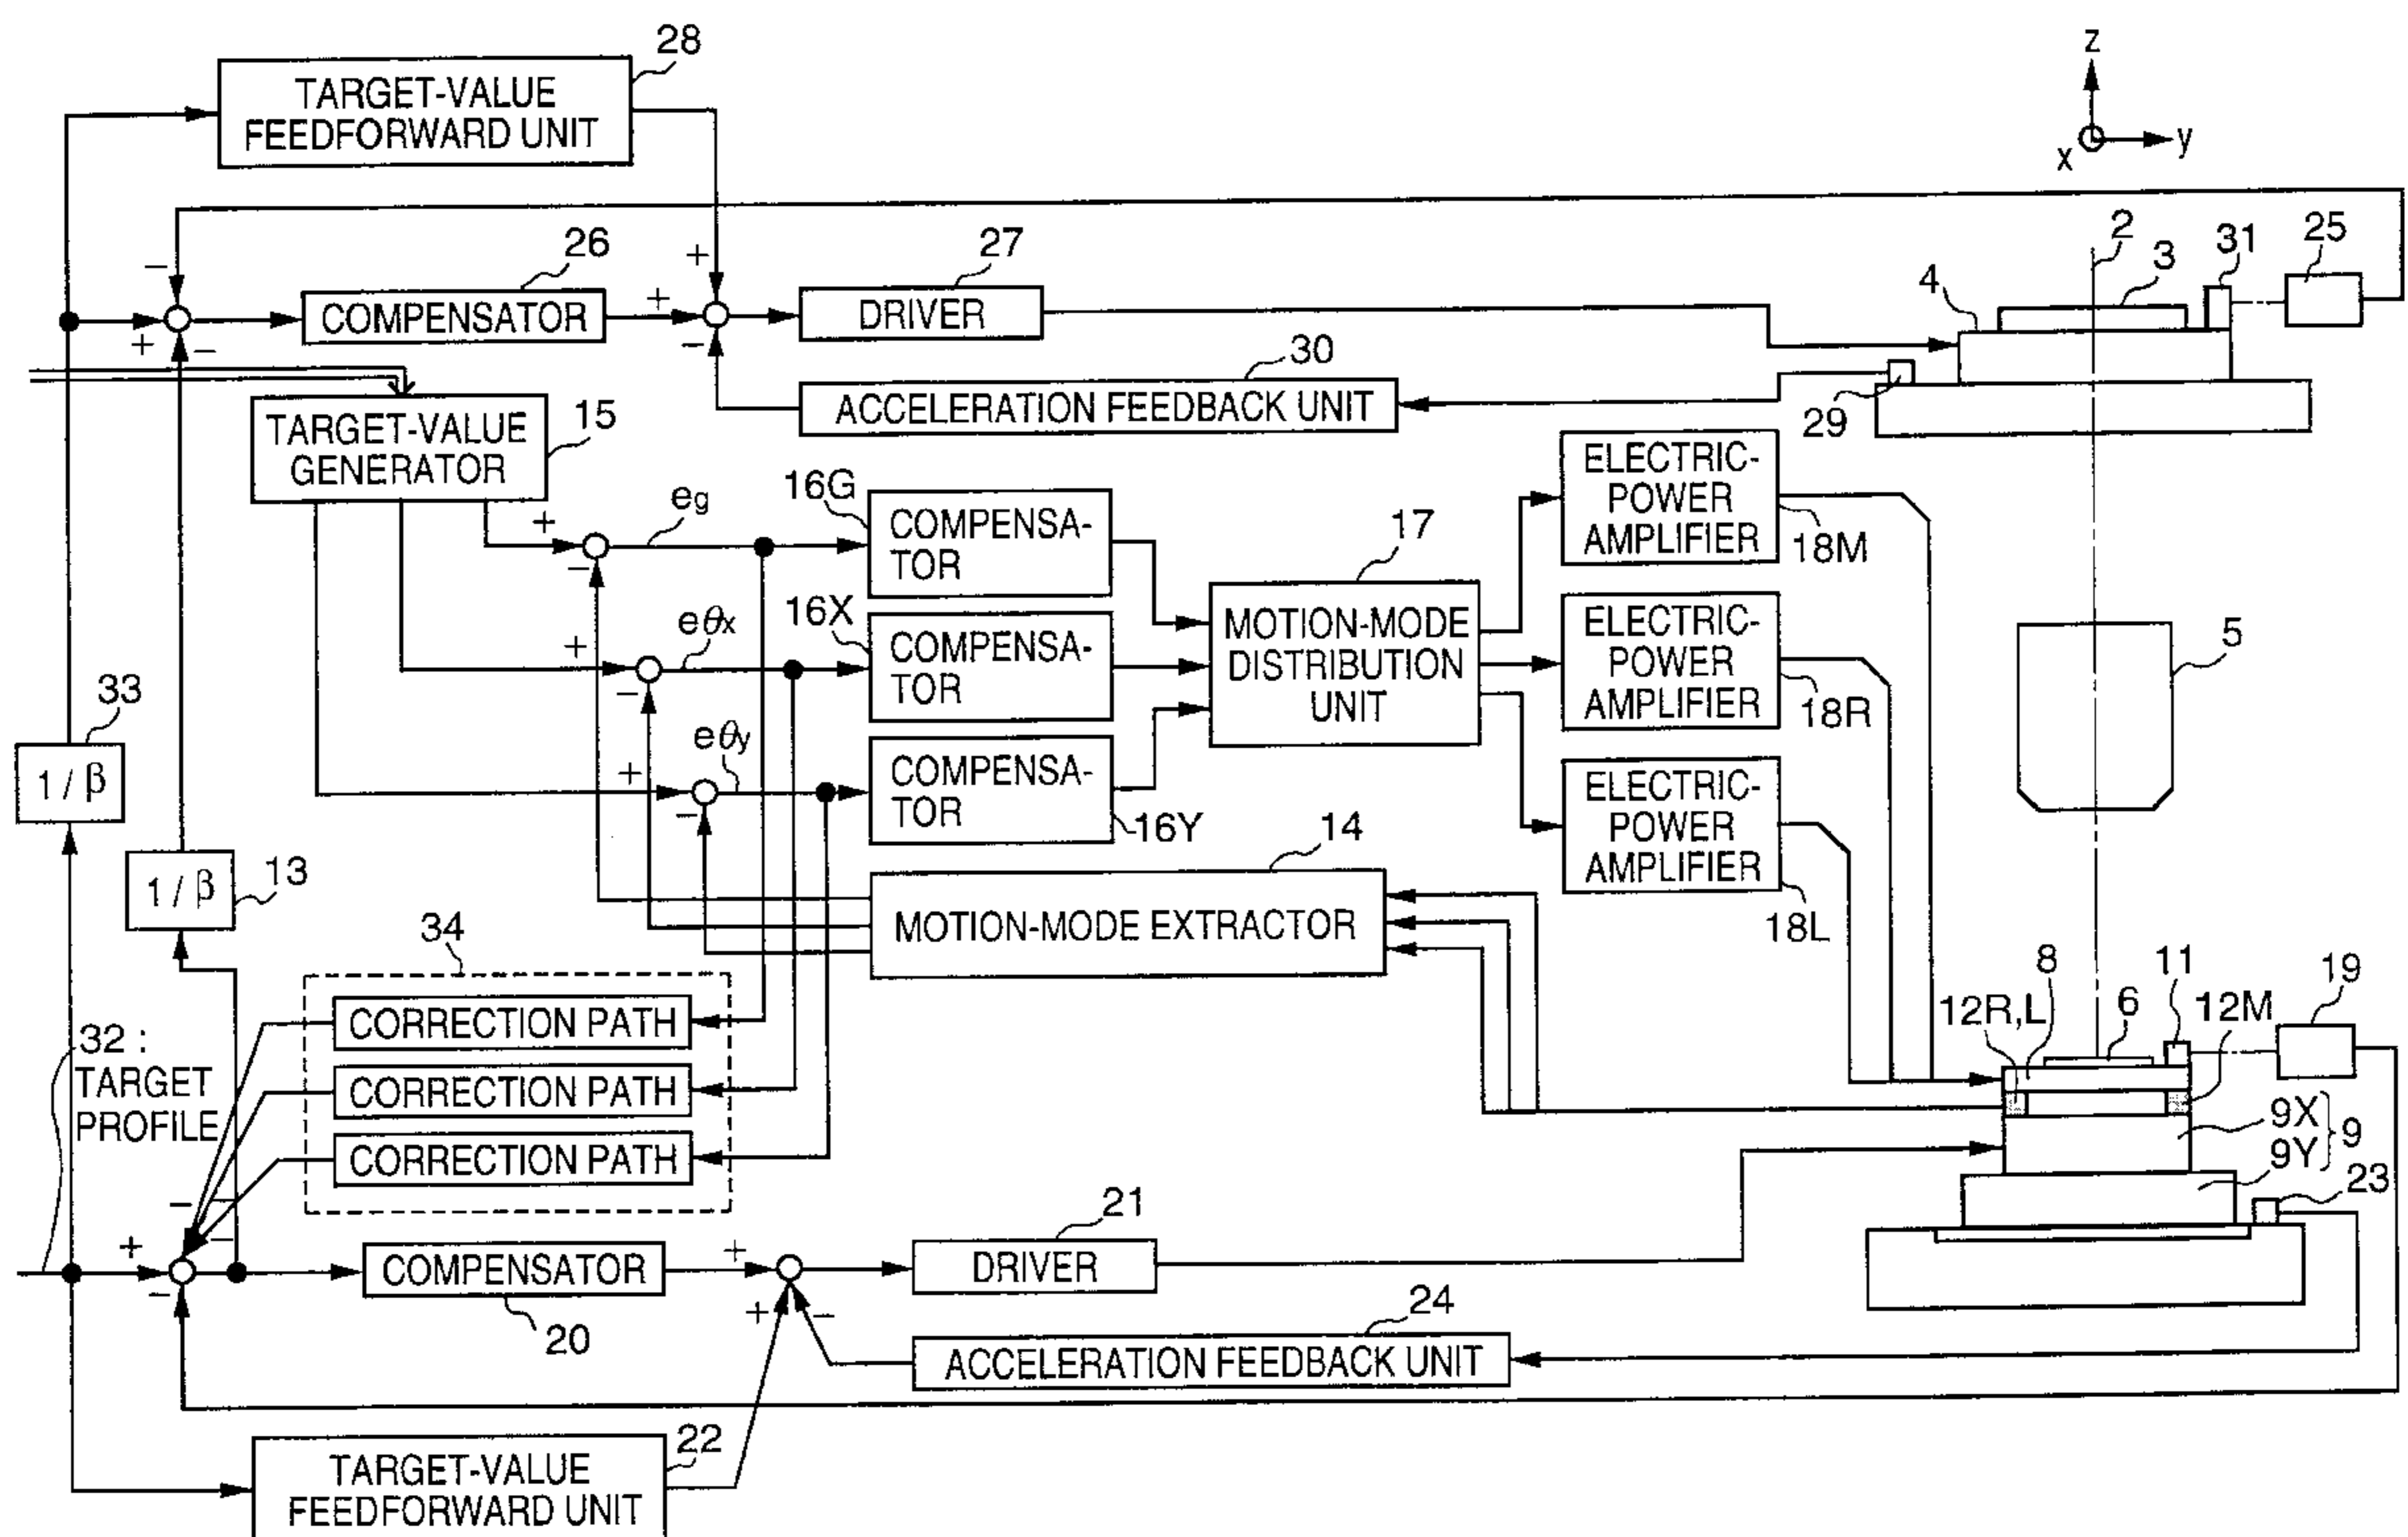 28
TARGET-VALUE
FEEDFORWARD UNIT
z
x
y
26
27
2
31
25
4
3
−
+
+
−
+
−
COMPENSATOR
DRIVER
30
ACCELERATION FEEDBACK UNIT
29
TARGET-VALUE
GENERATOR
15
+
−
eg
16G
COMPENSA-
TOR
17
ELECTRIC-
POWER
AMPLIFIER
18M
+
−
eθx
16X
COMPENSA-
TOR
MOTION-MODE
DISTRIBUTION
UNIT
ELECTRIC-
POWER
AMPLIFIER
18R
5
33
1 / β
+
−
eθy
COMPENSA-
TOR
16Y
ELECTRIC-
POWER
AMPLIFIER
18L
13
1 / β
14
MOTION-MODE EXTRACTOR
34
CORRECTION PATH
CORRECTION PATH
CORRECTION PATH
32 :
TARGET
PROFILE
12R,L
8
6
11
12M
19
9X
9Y
9
23
−
−
−
+
−
COMPENSATOR
20
+
+
−
21
DRIVER
24
ACCELERATION FEEDBACK UNIT
22
TARGET-VALUE
FEEDFORWARD UNIT